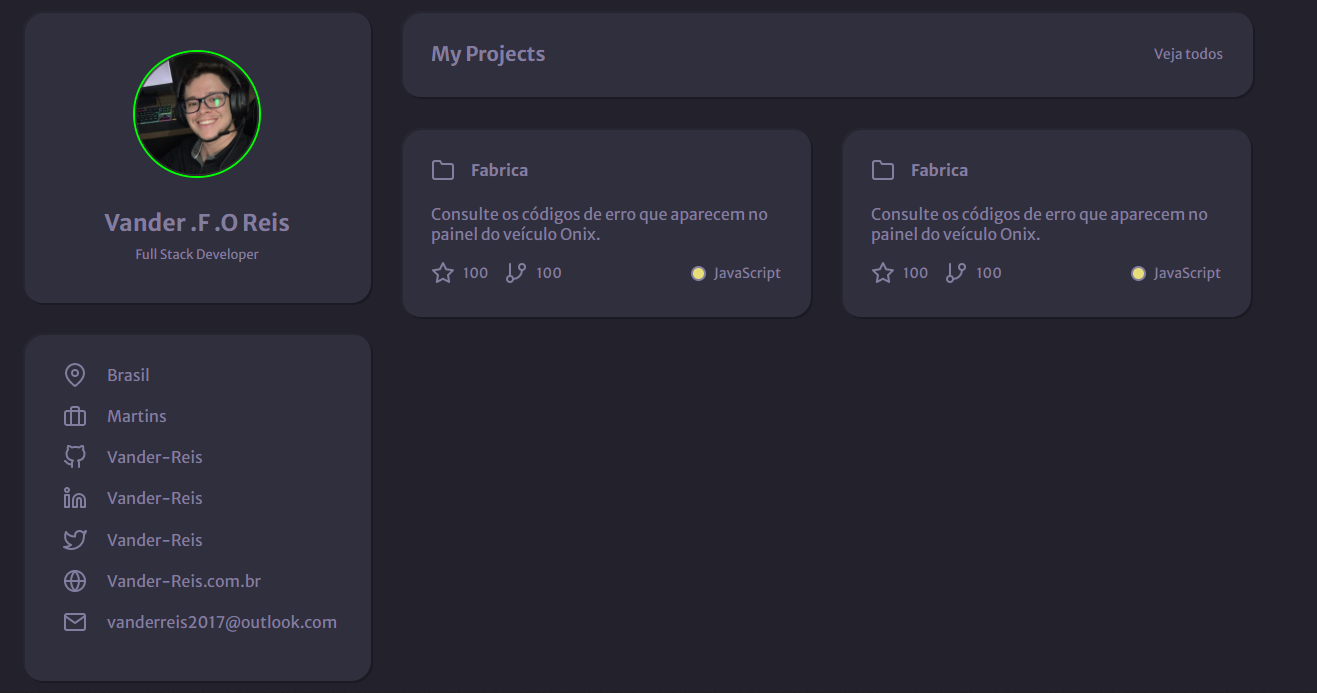 Vander .F .O Reis
Full Stack Developer
Brasil
Martins
Vander-Reis
Vander-Reis
Vander-Reis
Vander-Reis.com.br
vanderreis2017@outlook.com
My Projects
Veja todos
Fabrica
Consulte os códigos de erro que aparecem no
painel do veículo Onix.
100 100 JavaScript
Fabrica
Consulte os códigos de erro que aparecem no
painel do veículo Onix.
100 100 JavaScript